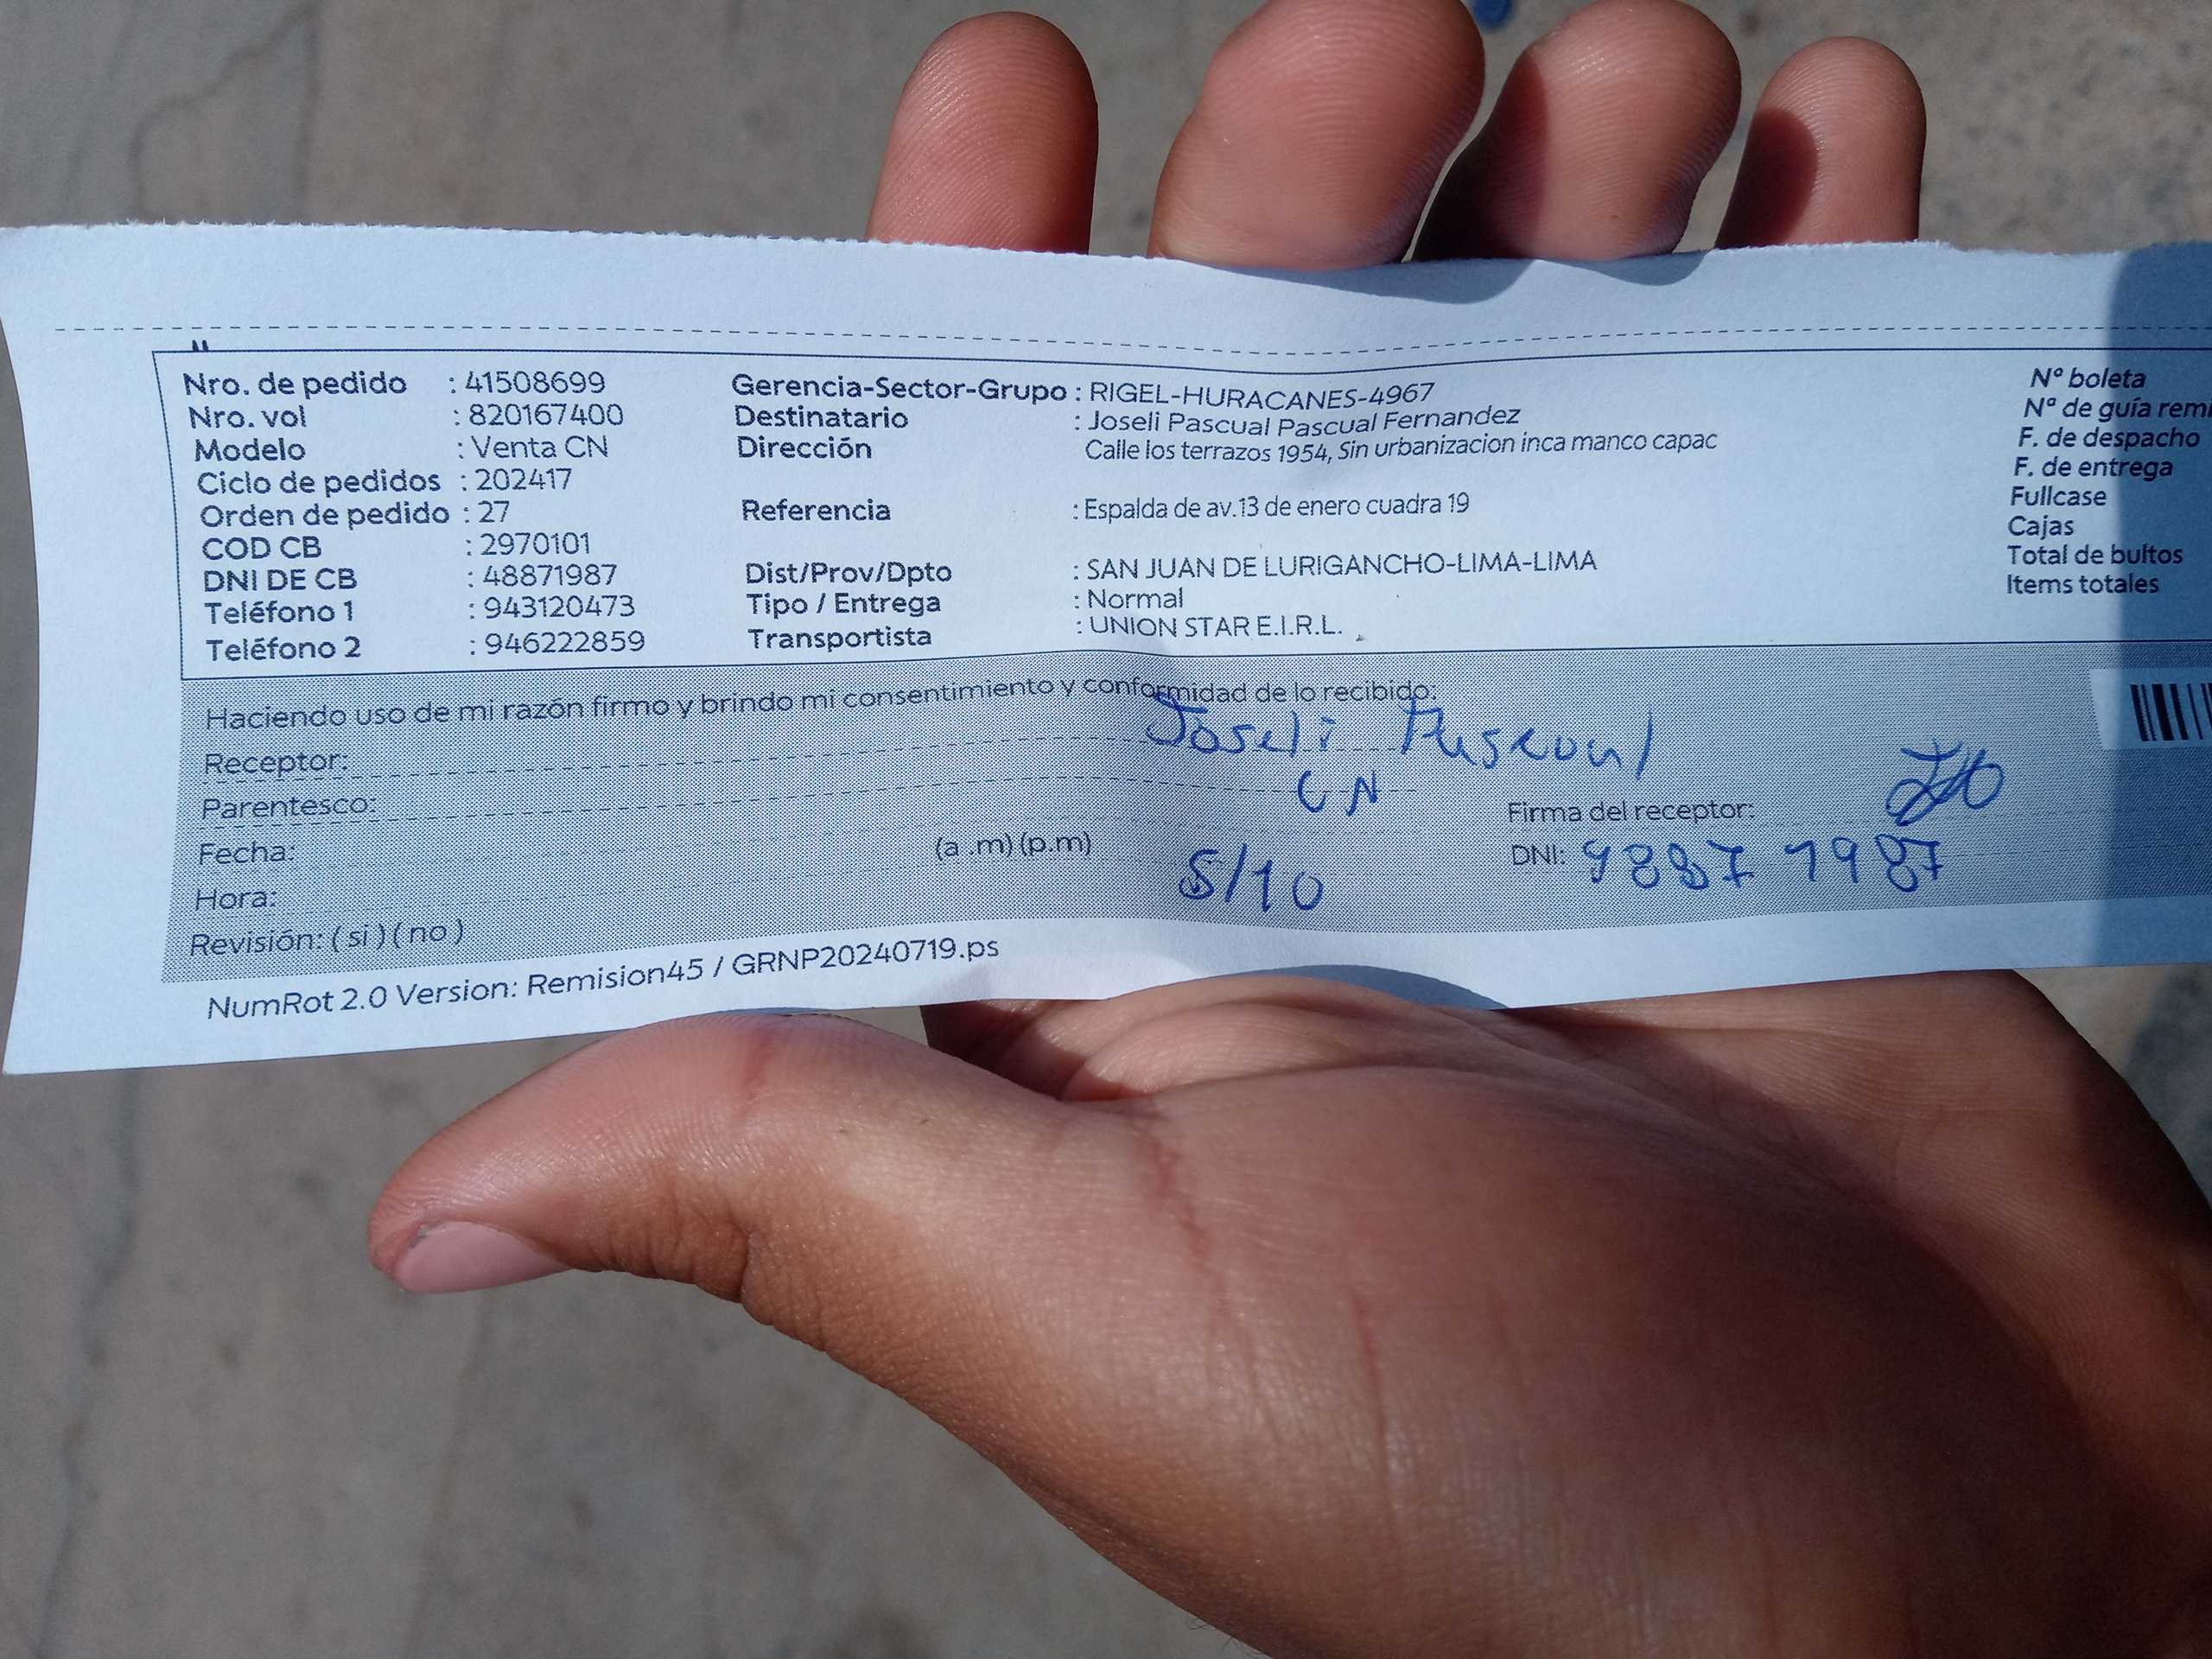 Nro. de pedido : 41508699
Nro. vol : 820167400
Modelo : Venta CN
Ciclo de pedidos : 202417
Orden de pedido : 27
COD CB : 2970101
DNI DE CB : 48871987
Teléfono 1 : 943120473
Teléfono 2 : 946222859
Gerencia-Sector-Grupo : RIGEL-HURACANES-4967
Destinatario : Joseli Pascual Pascual Fernandez
Dirección Calle los terrazos 1954, Sin urbanizacion inca manco capac
Referencia : Espalda de av.13 de enero cuadra 19
Dist/Prov/Dpto : SAN JUAN DE LURIGANCHO-LIMA-LIMA
Tipo / Entrega : Normal
Transportista : UNION STAR E.I.R.L.
N° boleta
N° de guía remi
F. de despacho
F. de entrega
Fullcase
Cajas
Total de bultos
Items totales
Haciendo uso de mi razón firmo y brindo mi consentimiento y conformidad de lo recibido:
Receptor: Joseli Pascual
Parentesco: CN
Fecha: (a .m) (p.m) 5/10
Hora:
Revisión: ( si ) ( no )
Firma del receptor:
DNI: 48871987
NumRot 2.0 Version: Remision45 / GRNP20240719.ps